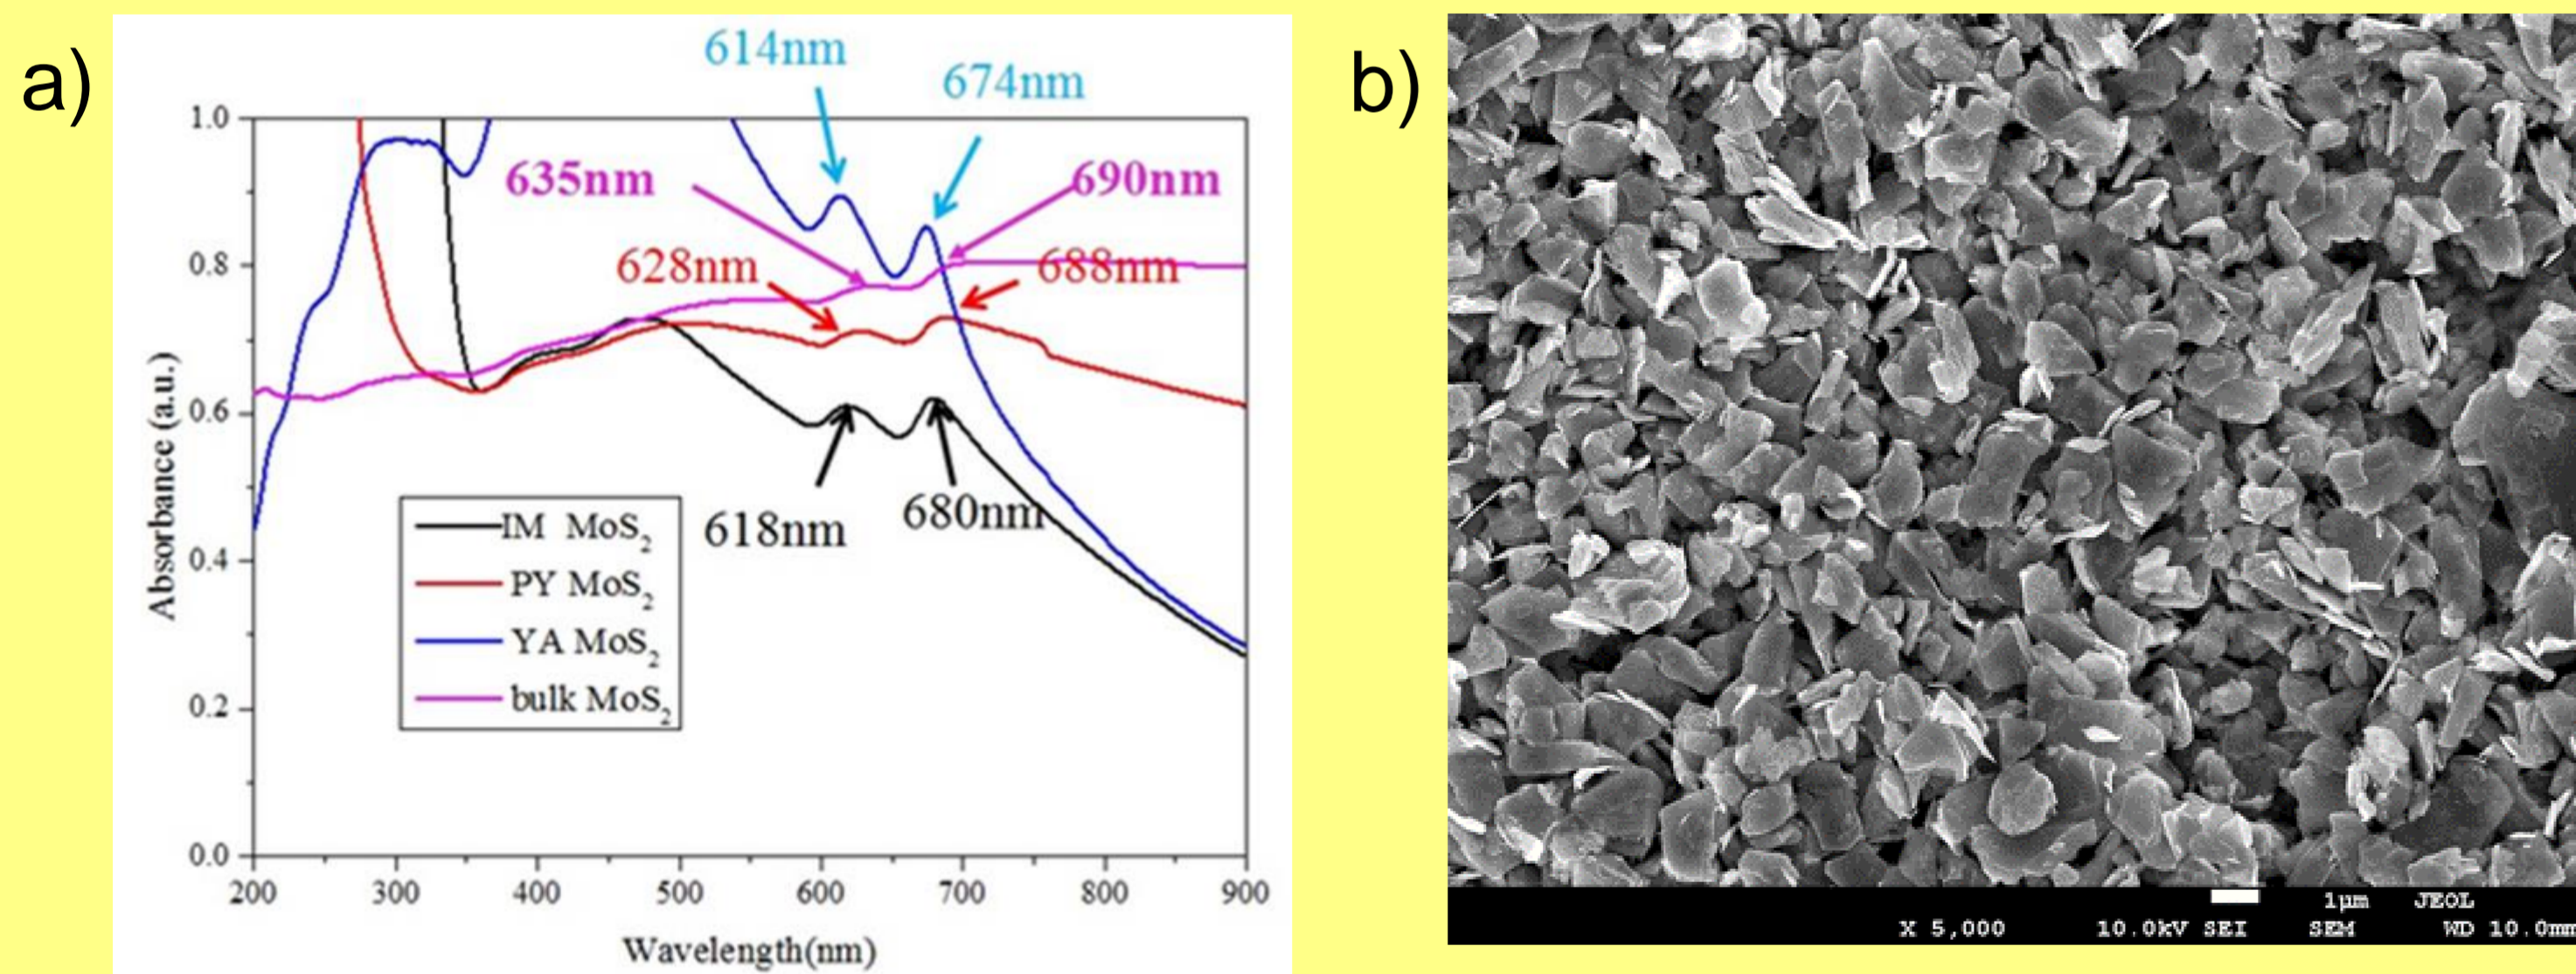 a)
614nm
674nm
1.0
635nm
690nm
0.8
628nm
688nm
Absorbance (a.u.)
0.6
618nm
680nm
IM MoS2
PY MoS2
YA MoS2
bulk MoS2
0.4
0.2
0.0
200 300 400 500 600 700 800 900
Wavelength(nm)
b)
1µm JEOL
X 5,000 10.0kV SEI SEM WD 10.0mm